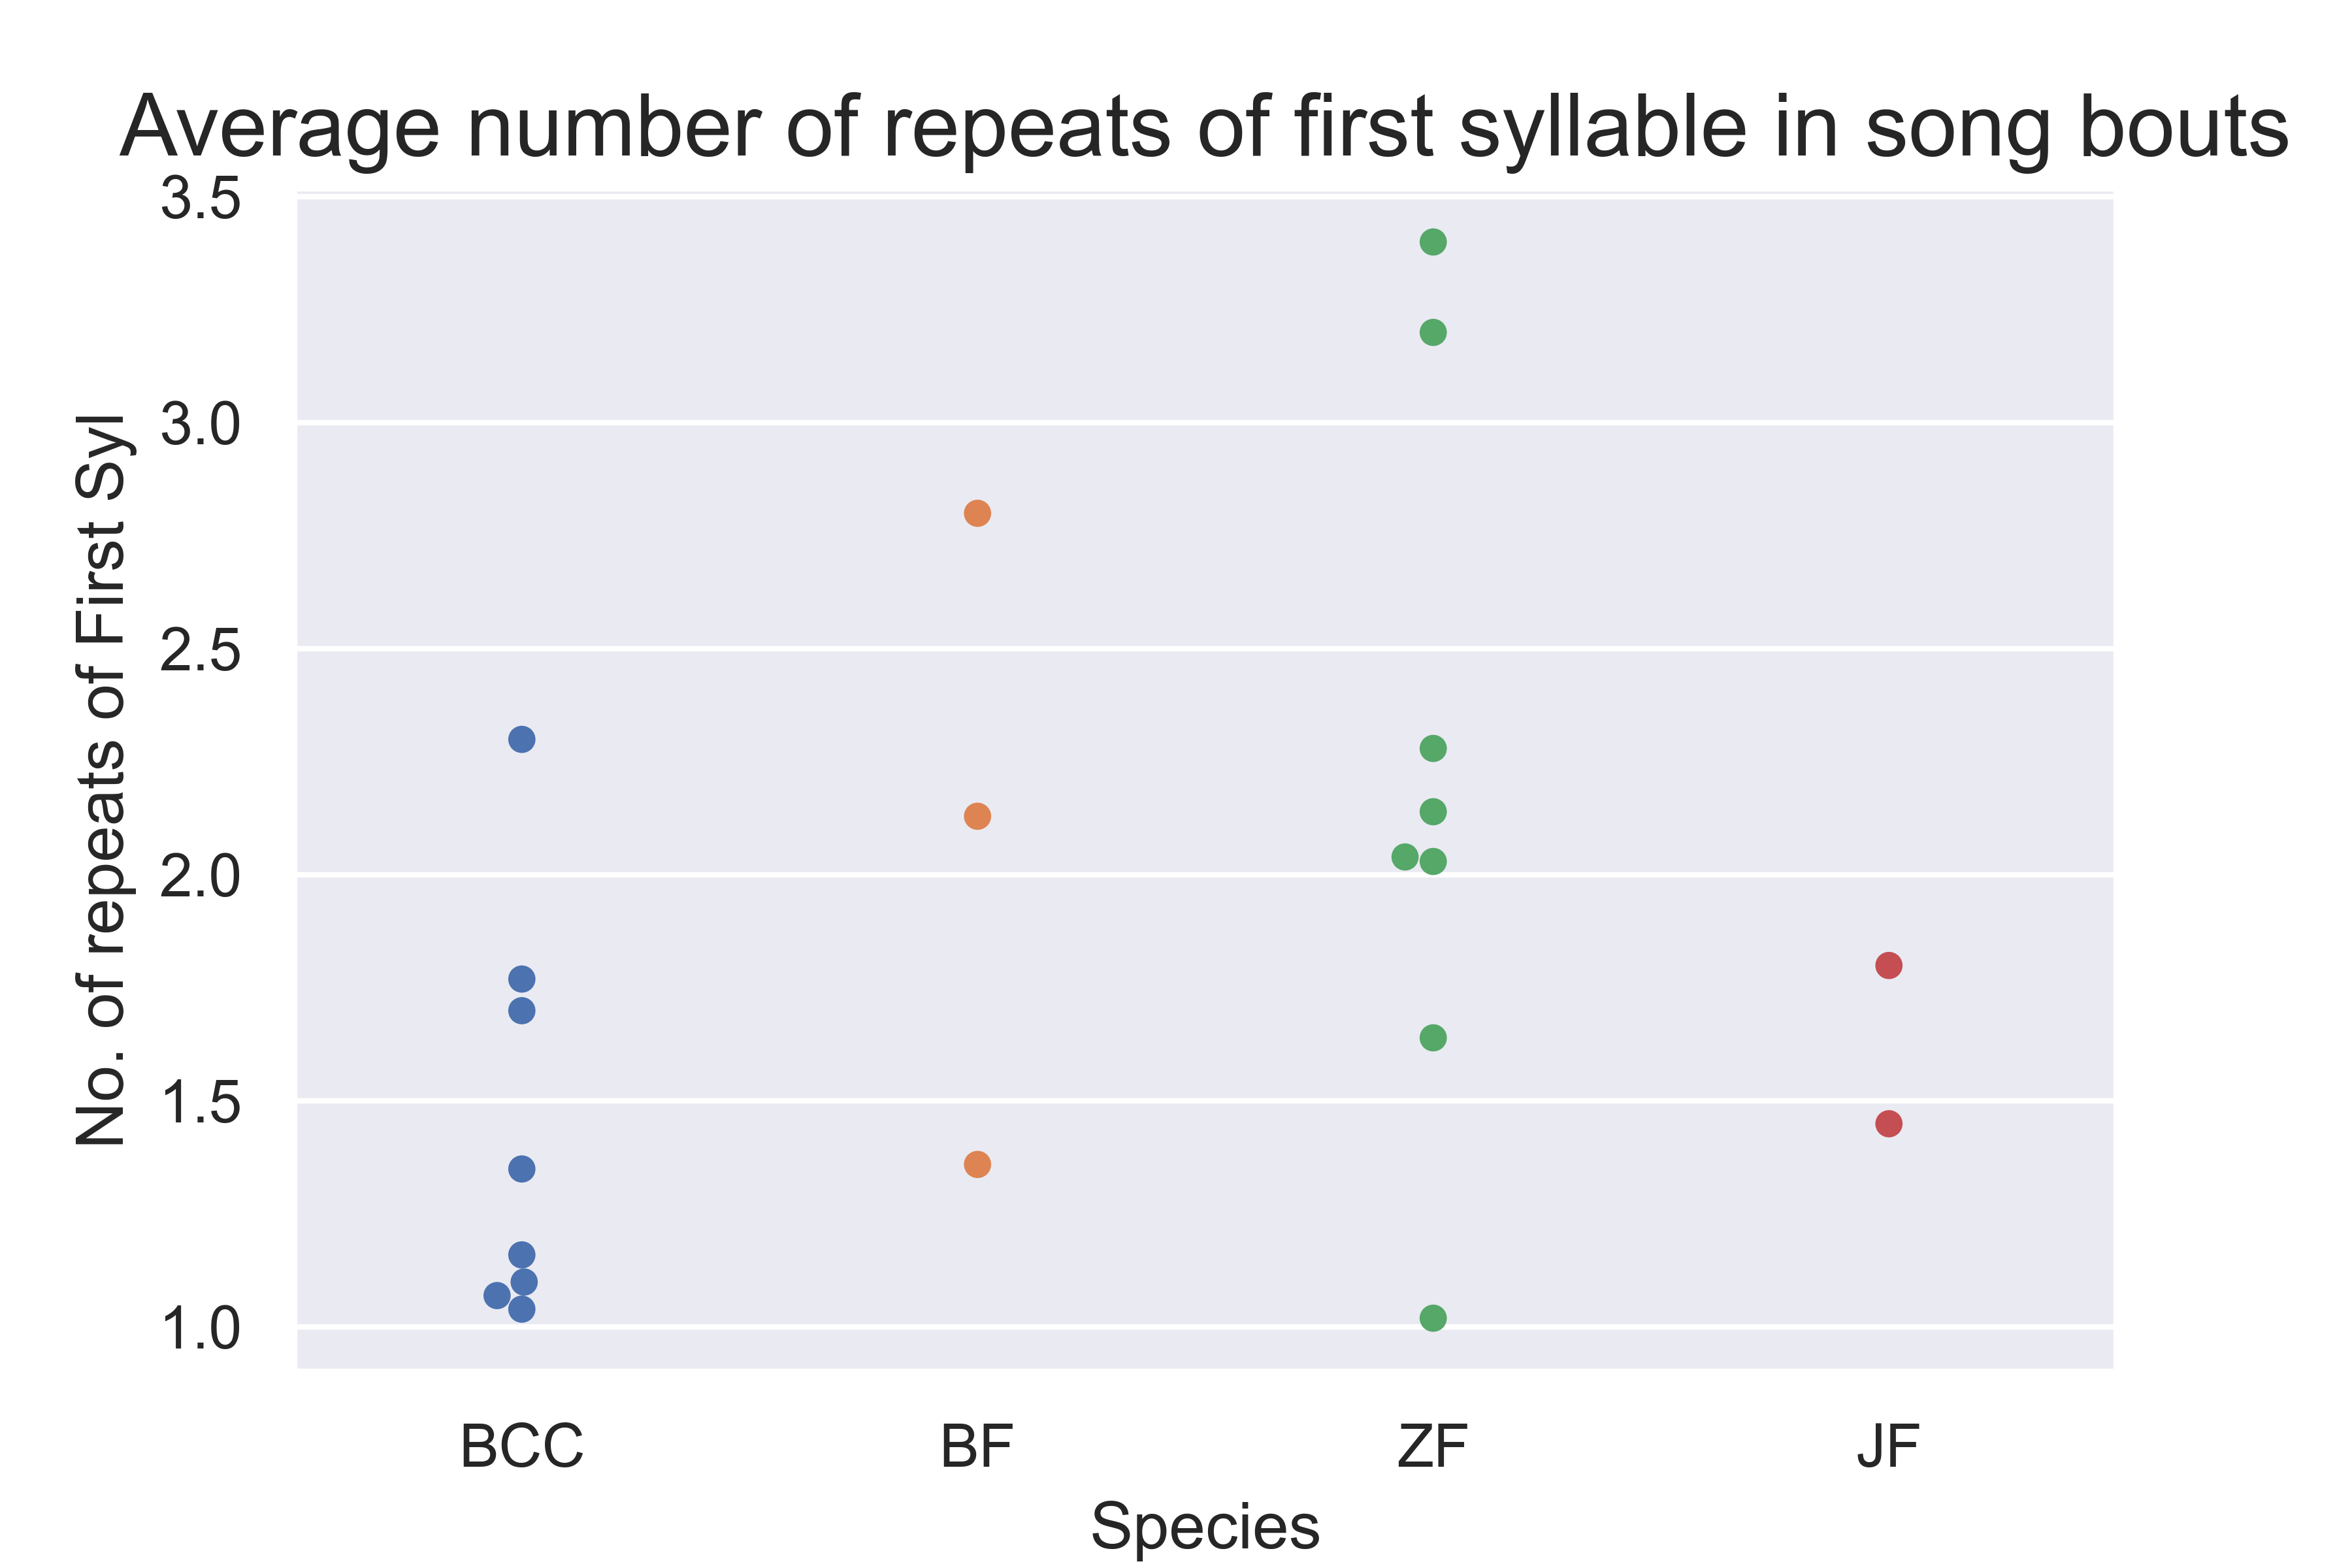 Average number of repeats of first syllable in song bouts
No. of repeats of First Syl
3.5
3.0
2.5
2.0
1.5
1.0
BCC BF ZF JF
Species